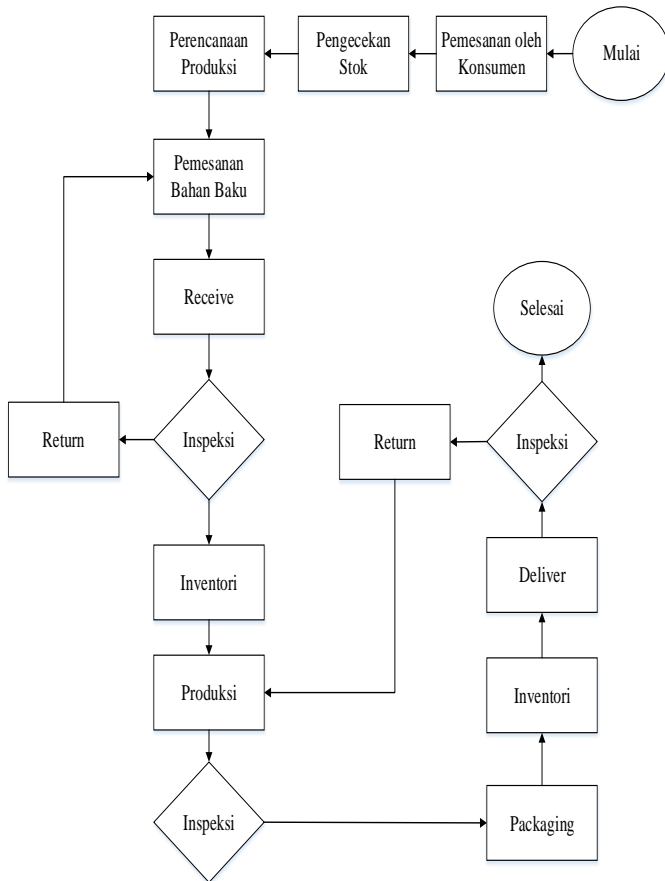 Mulai
Pemesanan oleh
Konsumen
Pengecekan
Stok
Perencanaan
Produksi
Pemesanan
Bahan Baku
Receive
Inspeksi
Return
Inventori
Produksi
Inspeksi
Packaging
Inventori
Deliver
Inspeksi
Return
Selesai